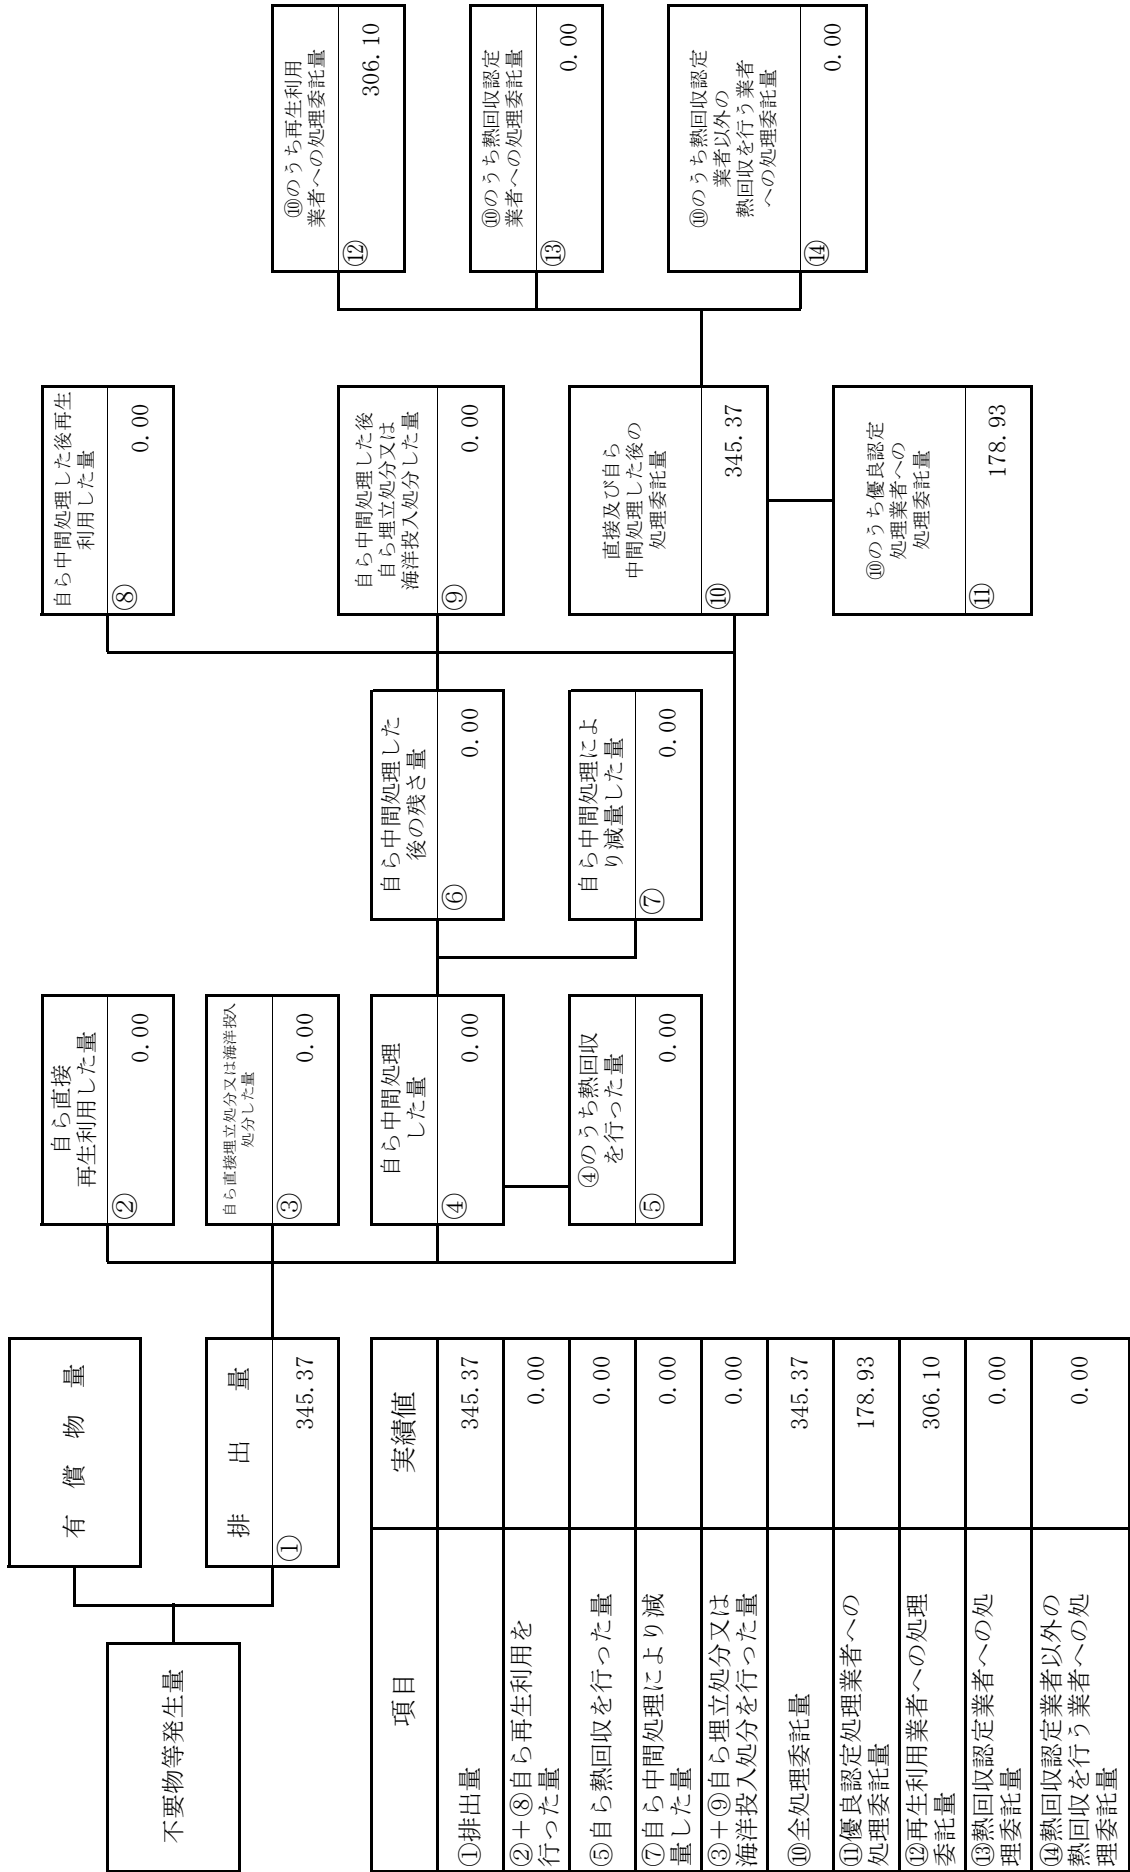 不要物等発生量
有償物量
排出量
①
345.37
自ら直接
再生利用した量
②
0.00
自ら直接埋立処分又は海洋投入
処分した量
③
0.00
自ら中間処理
した量
④
0.00
④のうち熱回収
を行った量
⑤
0.00
自ら中間処理した
後の残さ量
⑥
0.00
自ら中間処理によ
り減量した量
⑦
0.00
自ら中間処理した後再生
利用した量
⑧
0.00
自ら中間処理した後
自ら埋立処分又は
海洋投入処分した量
⑨
0.00
直接及び自ら
中間処理した後の
処理委託量
⑩
345.37
⑩のうち優良認定
処理業者への
処理委託量
⑪
178.93
⑩のうち再生利用
業者への処理委託量
⑫
306.10
⑩のうち熱回収認定
業者への処理委託量
⑬
0.00
⑩のうち熱回収認定
業者以外の
熱回収を行う業者
への処理委託量
⑭
0.00
項目 実績値
①排出量 345.37
②+⑧自ら再生利用を
行った量 0.00
⑤自ら熱回収を行った量 0.00
⑦自ら中間処理により減
量した量 0.00
③+⑨自ら埋立処分又は
海洋投入処分を行った量 0.00
⑩全処理委託量 345.37
⑪優良認定処理業者への
処理委託量 178.93
⑫再生利用業者への処理
委託量 306.10
⑬熱回収認定業者への処
理委託量 0.00
⑭熱回収認定業者以外の
熱回収を行う業者への処
理委託量 0.00